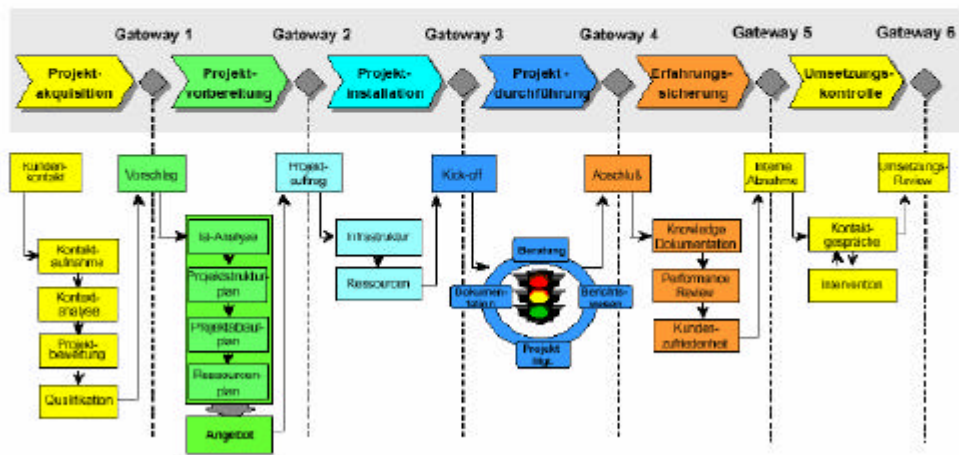 Gateway 1
Gateway 2
Gateway 3
Gateway 4
Gateway 5
Gateway 6
Projekt-
akquisition
Projekt-
vorbereitung
Projekt-
installation
Projekt -
durchführung
Erfahrungs-
sicherung
Umsetzungs-
kontrolle
Kunden-
kontakt
Kontakt-
aufnahme
Kontext-
analyse
Projekt-
bewertung
Qualifikation
Vorschlag
Ist-Analyse
Projektstruktur-
plan
Projektablauf-
plan
Ressourcen-
plan
Angebot
Projekt-
auftrag
Infrastruktur
Ressourcen
Kick-off
Beratung
Dokumen-
tation
Berichts-
wesen
Projekt
Mgt.
Abschluß
Knowledge
Dokumentation
Performance
Review
Kunden-
zufriedenheit
Interne
Abnahme
Kontakt-
gespräche
Intervention
Umsetzungs-
Review